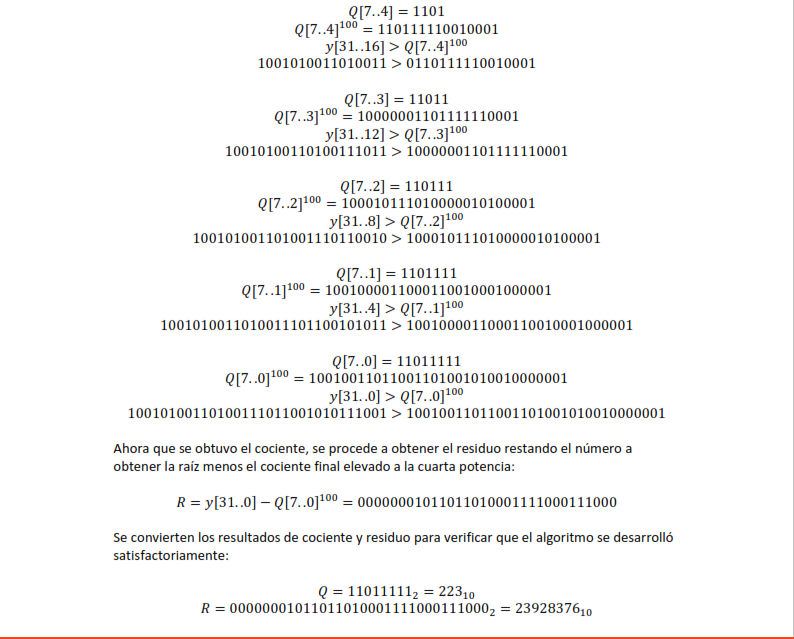 Q[7..4] = 1101
Q[7..4]¹⁰⁰ = 110111110010001
y[31..16] > Q[7..4]¹⁰⁰
1001010011010011 > 0110111110010001
Q[7..3] = 11011
Q[7..3]¹⁰⁰ = 10000001101111110001
y[31..12] > Q[7..3]¹⁰⁰
10010100110100111011 > 10000001101111110001
Q[7..2] = 110111
Q[7..2]¹⁰⁰ = 100010111010000010100001
y[31..8] > Q[7..2]¹⁰⁰
100101001101001110110010 > 100010111010000010100001
Q[7..1] = 1101111
Q[7..1]¹⁰⁰ = 1001000011000110010001000001
y[31..4] > Q[7..1]¹⁰⁰
1001010011010011101100101011 > 1001000011000110010001000001
Q[7..0] = 11011111
Q[7..0]¹⁰⁰ = 10010011011001101001010010000001
y[31..0] > Q[7..0]¹⁰⁰
10010100110100111011001010111001 > 10010011011001101001010010000001
Ahora que se obtuvo el cociente, se procede a obtener el residuo restando el número a
obtener la raíz menos el cociente final elevado a la cuarta potencia:
R = y[31..0] − Q[7..0]¹⁰⁰ = 00000001011011010001111000111000
Se convierten los resultados de cociente y residuo para verificar que el algoritmo se desarrolló
satisfactoriamente:
Q = 11011111₂ = 223₁₀
R = 00000001011011010001111000111000₂ = 23928376₁₀